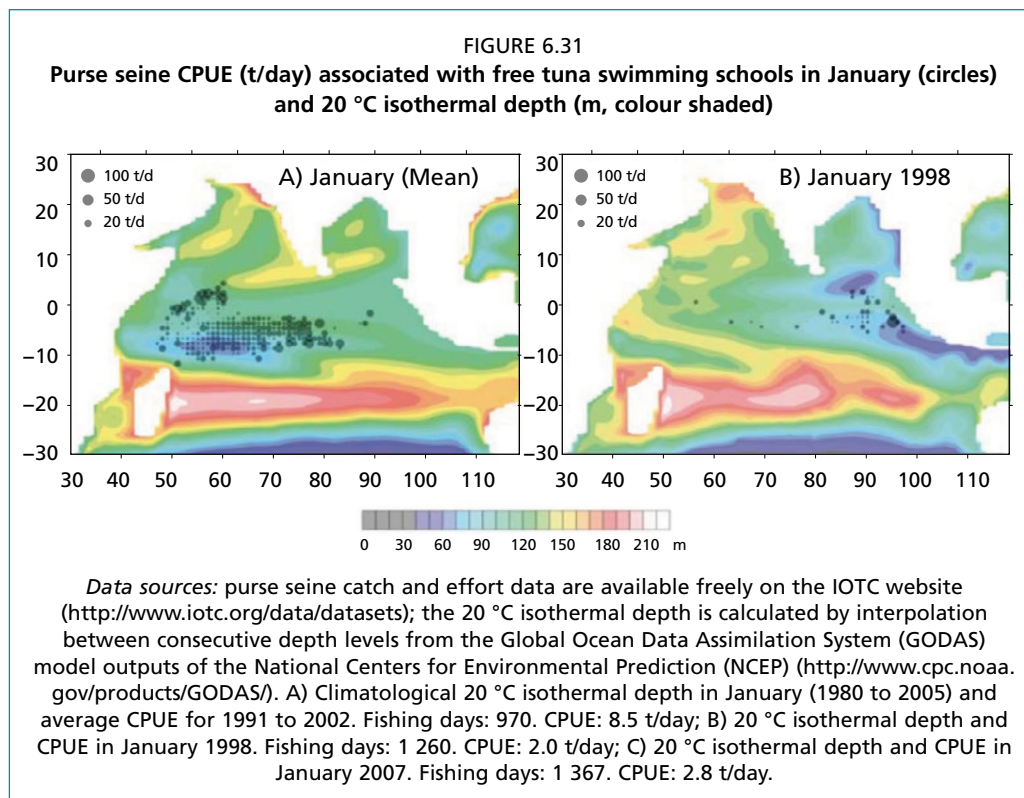 FIGURE 6.31
Purse seine CPUE (t/day) associated with free tuna swimming schools in January (circles)
and 20 °C isothermal depth (m, colour shaded)
A) January (Mean)
100 t/d
50 t/d
20 t/d
30
20
10
0
−10
−20
−30
30 40 50 60 70 80 90 100 110
B) January 1998
100 t/d
50 t/d
20 t/d
30
20
10
0
−10
−20
−30
30 40 50 60 70 80 90 100 110
0 30 60 90 120 150 180 210 m
Data sources: purse seine catch and effort data are available freely on the IOTC website
(http://www.iotc.org/data/datasets); the 20 °C isothermal depth is calculated by interpolation
between consecutive depth levels from the Global Ocean Data Assimilation System (GODAS)
model outputs of the National Centers for Environmental Prediction (NCEP) (http://www.cpc.noaa.
gov/products/GODAS/). A) Climatological 20 °C isothermal depth in January (1980 to 2005) and
average CPUE for 1991 to 2002. Fishing days: 970. CPUE: 8.5 t/day; B) 20 °C isothermal depth and
CPUE in January 1998. Fishing days: 1 260. CPUE: 2.0 t/day; C) 20 °C isothermal depth and CPUE in
January 2007. Fishing days: 1 367. CPUE: 2.8 t/day.